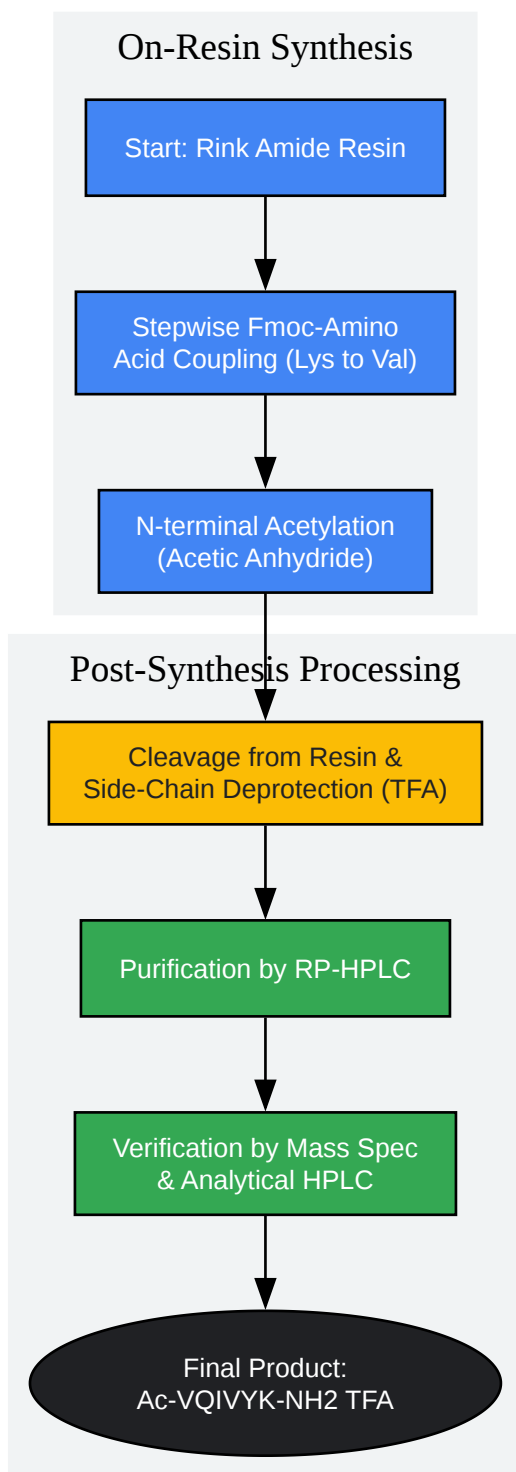 On-Resin Synthesis
Start: Rink Amide Resin
Stepwise Fmoc-Amino
Acid Coupling (Lys to Val)
N-terminal Acetylation
(Acetic Anhydride)
Post-Synthesis Processing
Cleavage from Resin &
Side-Chain Deprotection (TFA)
Purification by RP-HPLC
Verification by Mass Spec
& Analytical HPLC
Final Product:
Ac-VQIVYK-NH2 TFA